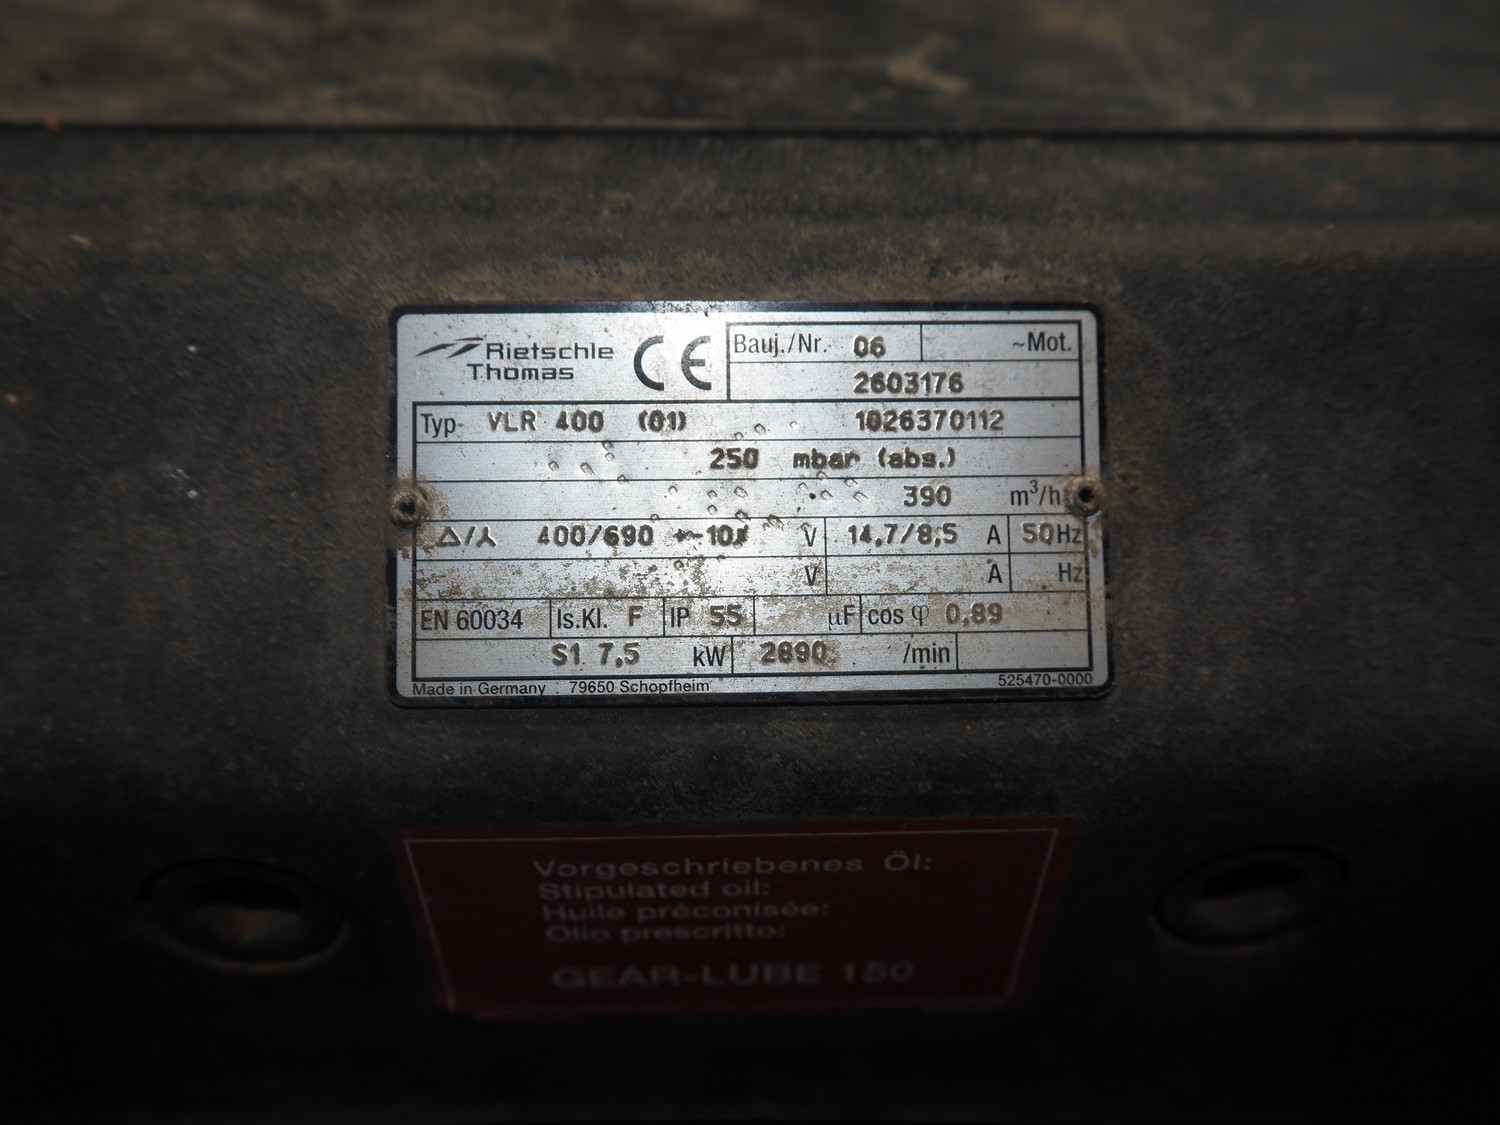 Rietschle
Thomas
CE
Bauj./Nr. 06 ~Mot.
2603176
Typ- VLR 400 (01) 1026370112
250 mbar (abs.)
390 m³/h
△/⅄ 400/690 +-10% V 14,7/8,5 A 50Hz
V A Hz
EN 60034 Is.Kl. F IP 55 µF cos φ 0,89
S1 7,5 kW 2890 /min
Made in Germany 79650 Schopfheim 525470-0000
Vorgeschriebenes Öl:
Stipulated oil:
Huile préconisée:
Olio prescritto:
GEAR-LUBE 150